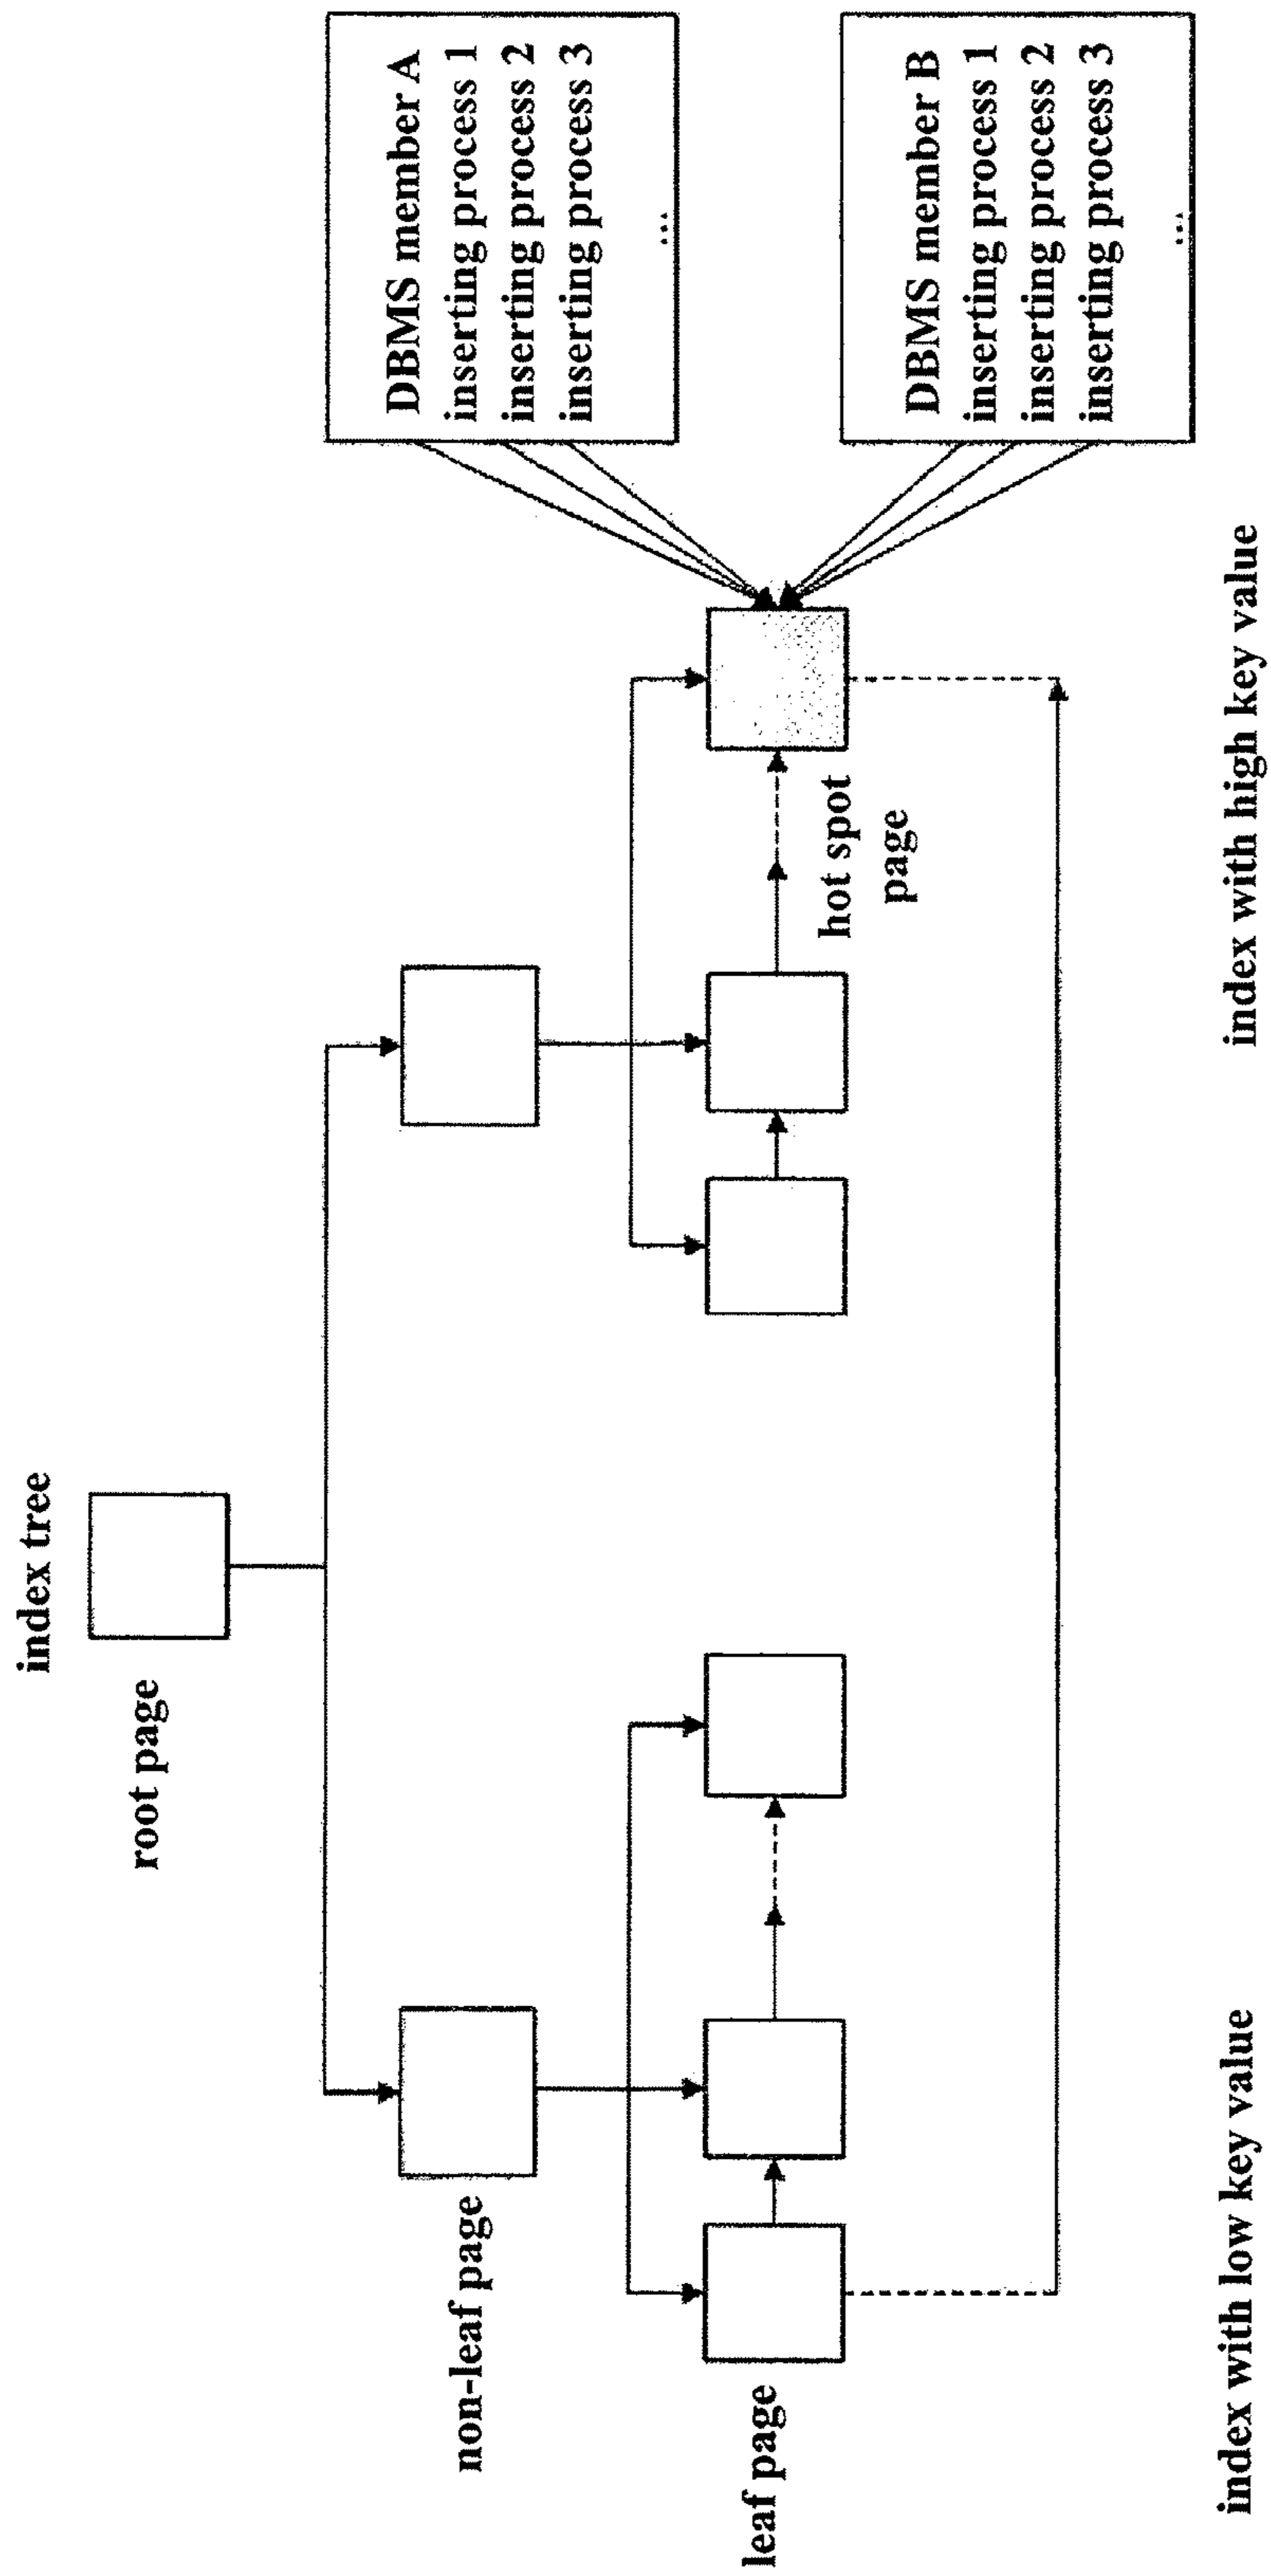 index tree
root page
non-leaf page
leaf page
hot spot
page
DBMS member A
inserting process 1
inserting process 2
inserting process 3
...
DBMS member B
inserting process 1
inserting process 2
inserting process 3
...
index with low key value
index with high key value